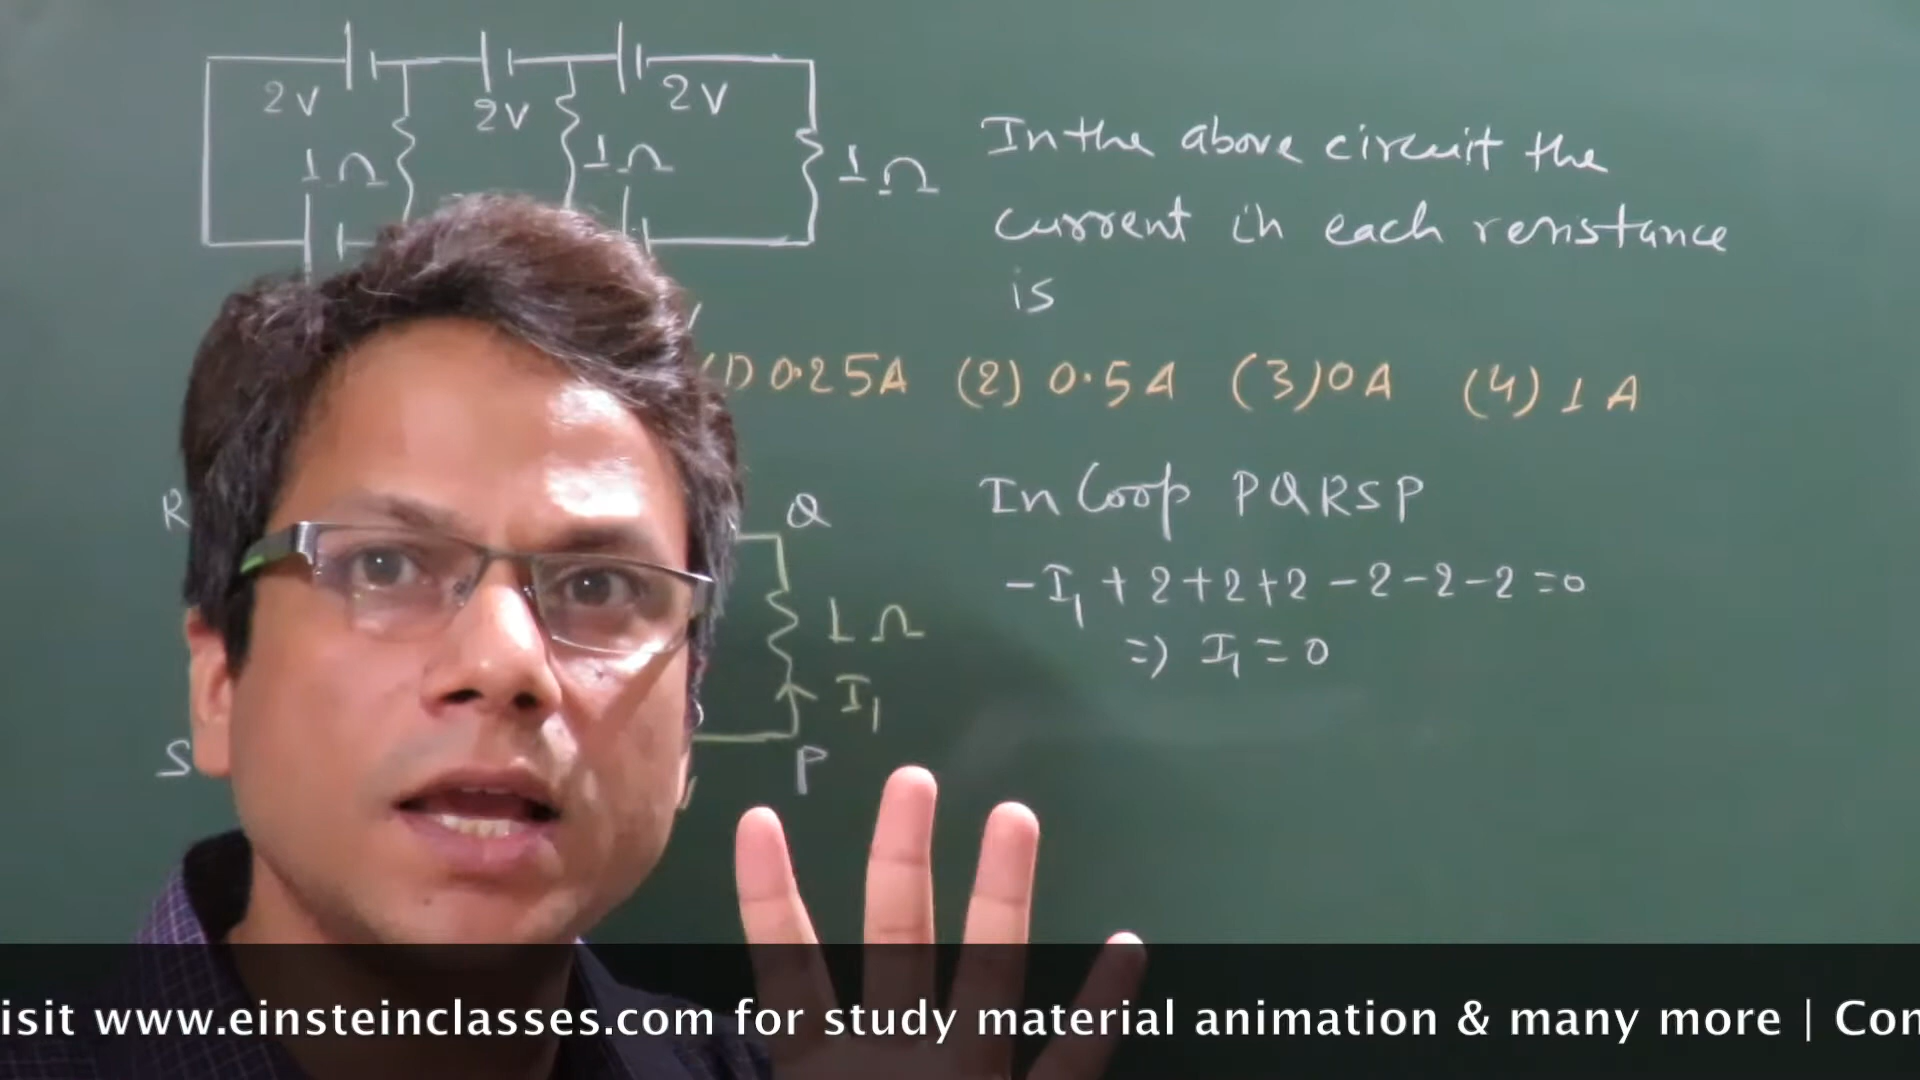 2V
2V
2V
1Ω
1Ω
1Ω
In the above circuit the
current in each resistance
is
(1) 0.25A (2) 0.5A (3) 0A (4) 1 A
R
Q
S
P
1Ω
I₁
In Loop PQRSP
-I₁ + 2 + 2 + 2 - 2 - 2 - 2 = 0
=) I₁ = 0
isit www.einsteinclasses.com for study material animation & many more | Con